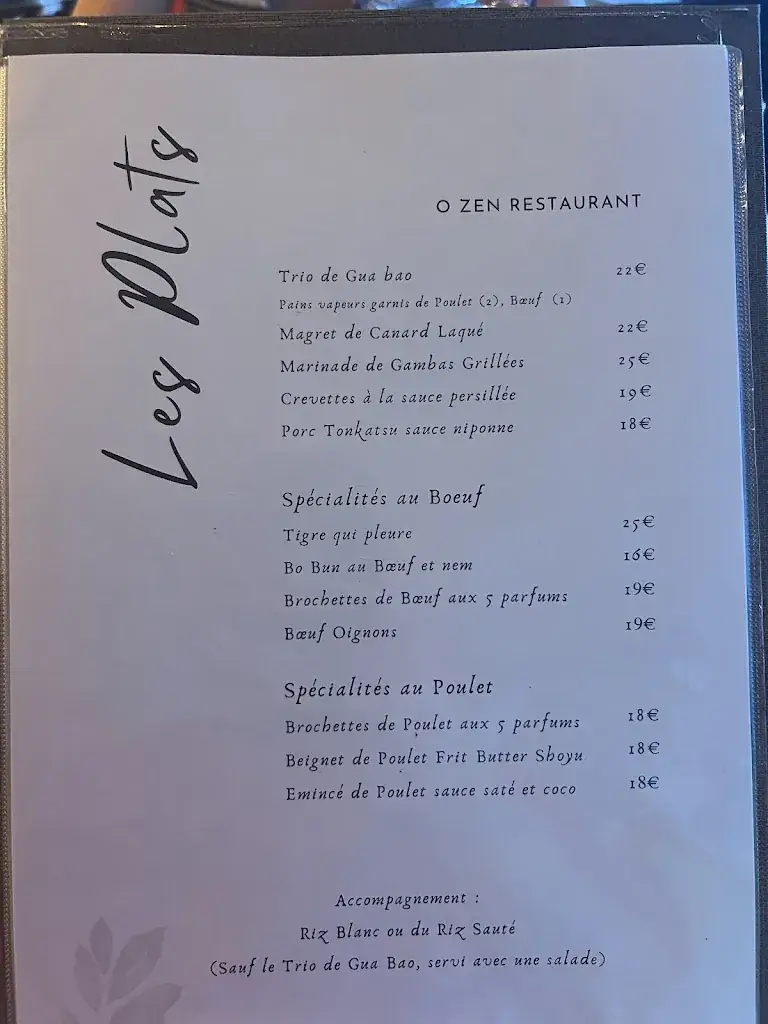 Les Plats
O ZEN RESTAURANT
Trio de Gua bao 22€
Pains vapeurs garnis de Poulet (2), Bœuf (1)
Magret de Canard Laqué 22€
Marinade de Gambas Grillées 25€
Crevettes à la sauce persillée 19€
Porc Tonkatsu sauce niponne 18€
Spécialités au Boeuf
Tigre qui pleure 25€
Bo Bun au Bœuf et nem 16€
Brochettes de Bœuf aux 5 parfums 19€
Bœuf Oignons 19€
Spécialités au Poulet
Brochettes de Poulet aux 5 parfums 18€
Beignet de Poulet Frit Butter Shoyu 18€
Emincé de Poulet sauce saté et coco 18€
Accompagnement :
Riz Blanc ou du Riz Sauté
(Sauf le Trio de Gua Bao, servi avec une salade)